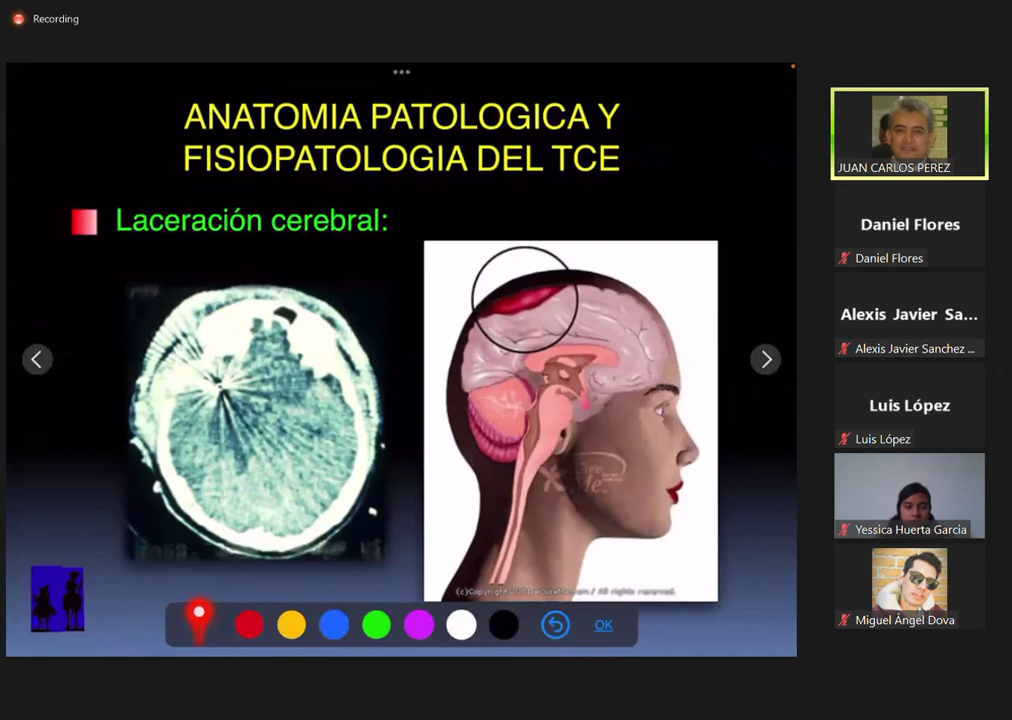 Recording
ANATOMIA PATOLOGICA Y
FISIOPATOLOGIA DEL TCE
Laceración cerebral:
OK
JUAN CARLOS PEREZ
Daniel Flores
Daniel Flores
Alexis Javier Sa...
Alexis Javier Sanchez ...
Luis López
Luis López
Yessica Huerta Garcia
Miguel Ángel Dova